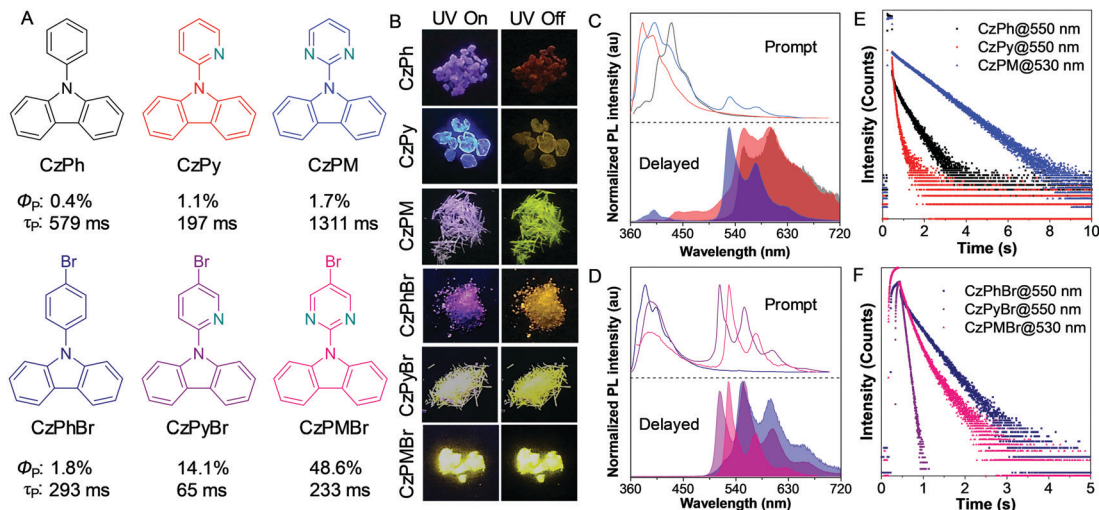 A
N
N
N
N
N
N
CzPh
CzPy
CzPM
Φp: 0.4%
1.1%
1.7%
τp: 579 ms
197 ms
1311 ms
Br
Br
Br
N
N
N
N
N
N
CzPhBr
CzPyBr
CzPMBr
Φp: 1.8%
14.1%
48.6%
τp: 293 ms
65 ms
233 ms
B
UV On
UV Off
CzPh
CzPy
CzPM
CzPhBr
CzPyBr
CzPMBr
C
Normalized PL intensity (au)
Prompt
Delayed
360 450 540 630 720
Wavelength (nm)
D
Normalized PL intensity (au)
Prompt
Delayed
360 450 540 630 720
Wavelength (nm)
E
Intensity (Counts)
CzPh@550 nm
CzPy@550 nm
CzPM@530 nm
0 2 4 6 8 10
Time (s)
F
Intensity (Counts)
CzPhBr@550 nm
CzPyBr@550 nm
CzPMBr@530 nm
0 1 2 3 4 5
Time (s)